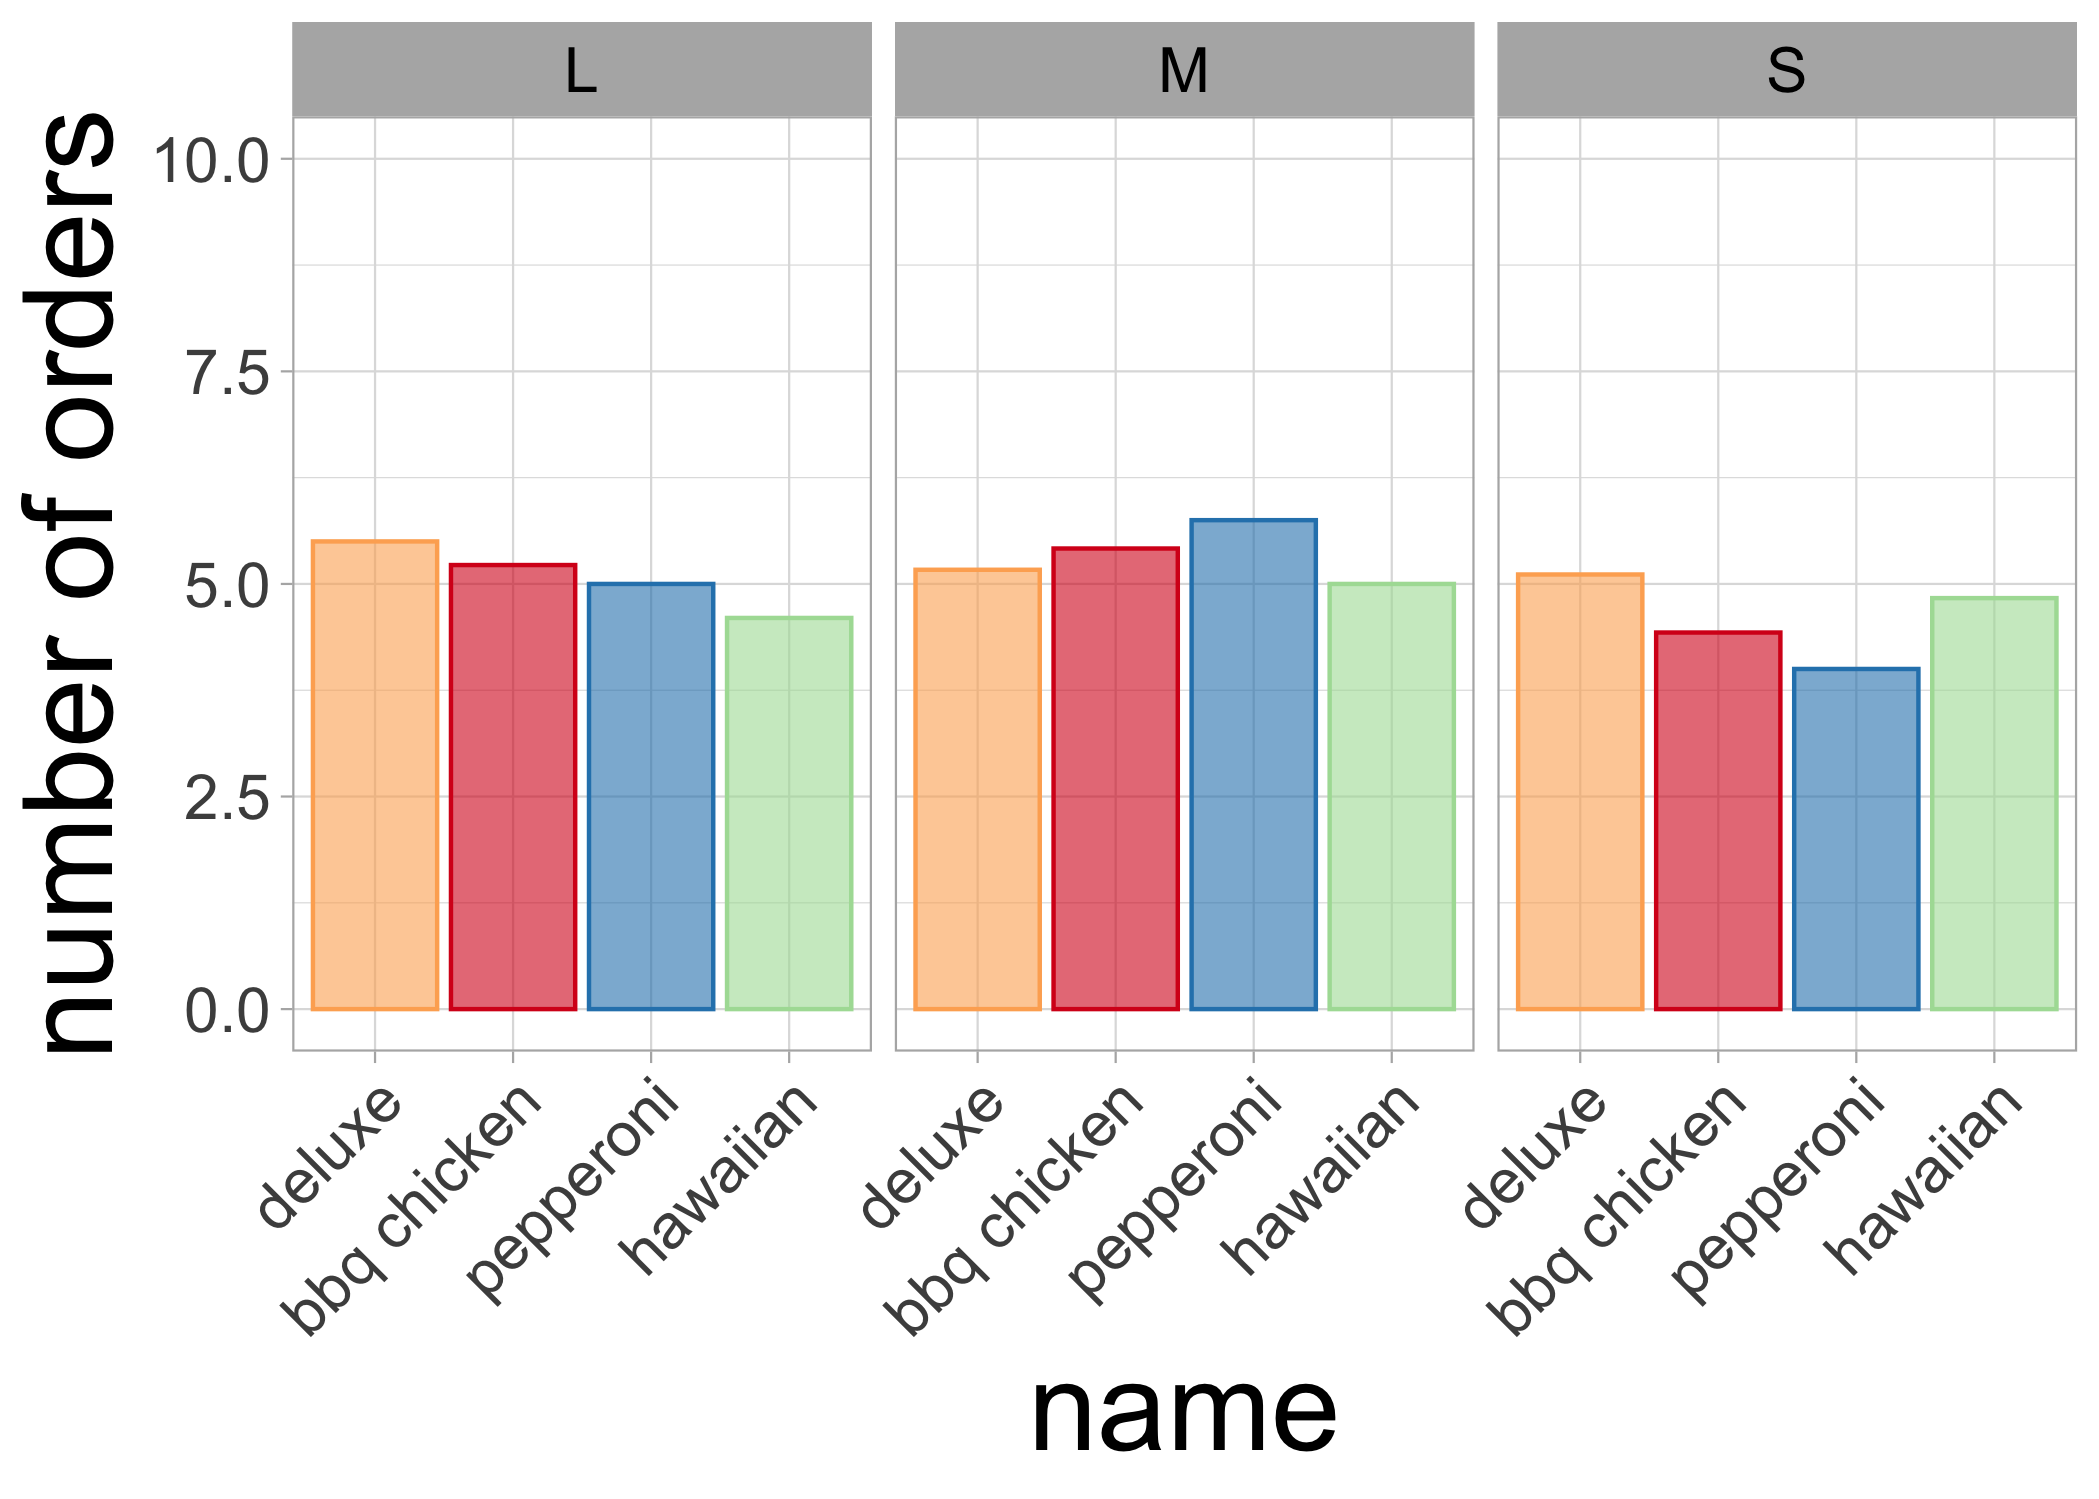 L
M
S
number of orders
10.0
7.5
5.0
2.5
0.0
deluxe
bbq chicken
pepperoni
hawaiian
deluxe
bbq chicken
pepperoni
hawaiian
deluxe
bbq chicken
pepperoni
hawaiian
name